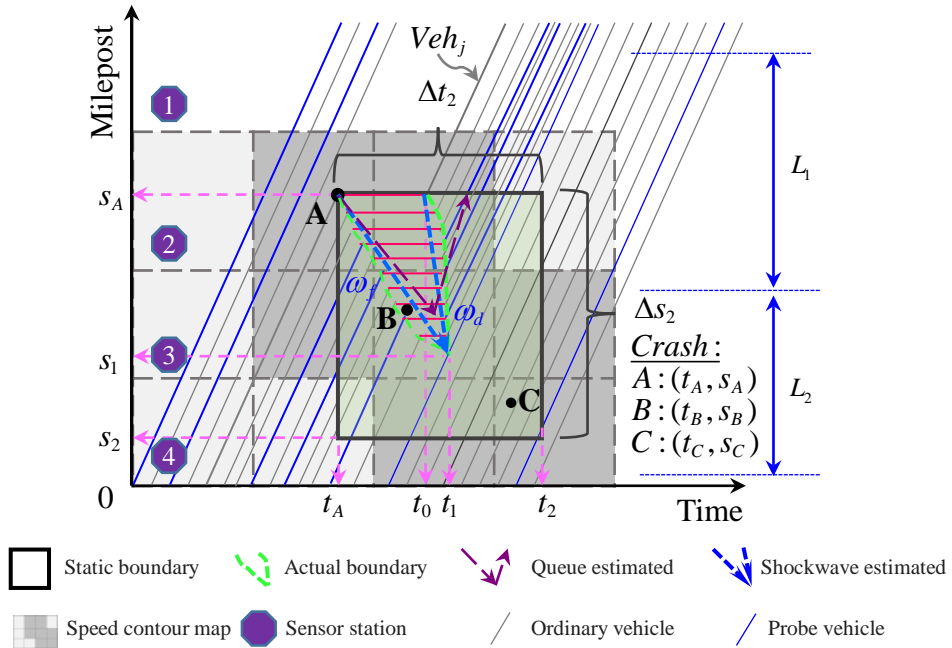 Milepost
Veh_j
Δt_2
1
L_1
s_A
A
2
ω_f
B
ω_d
Δs_2
Crash :
A : (t_A, s_A)
B : (t_B, s_B)
C : (t_C, s_C)
L_2
s_1
3
C
s_2
4
0
t_A
t_0
t_1
t_2
Time
Static boundary
Actual boundary
Queue estimated
Shockwave estimated
Speed contour map
Sensor station
Ordinary vehicle
Probe vehicle